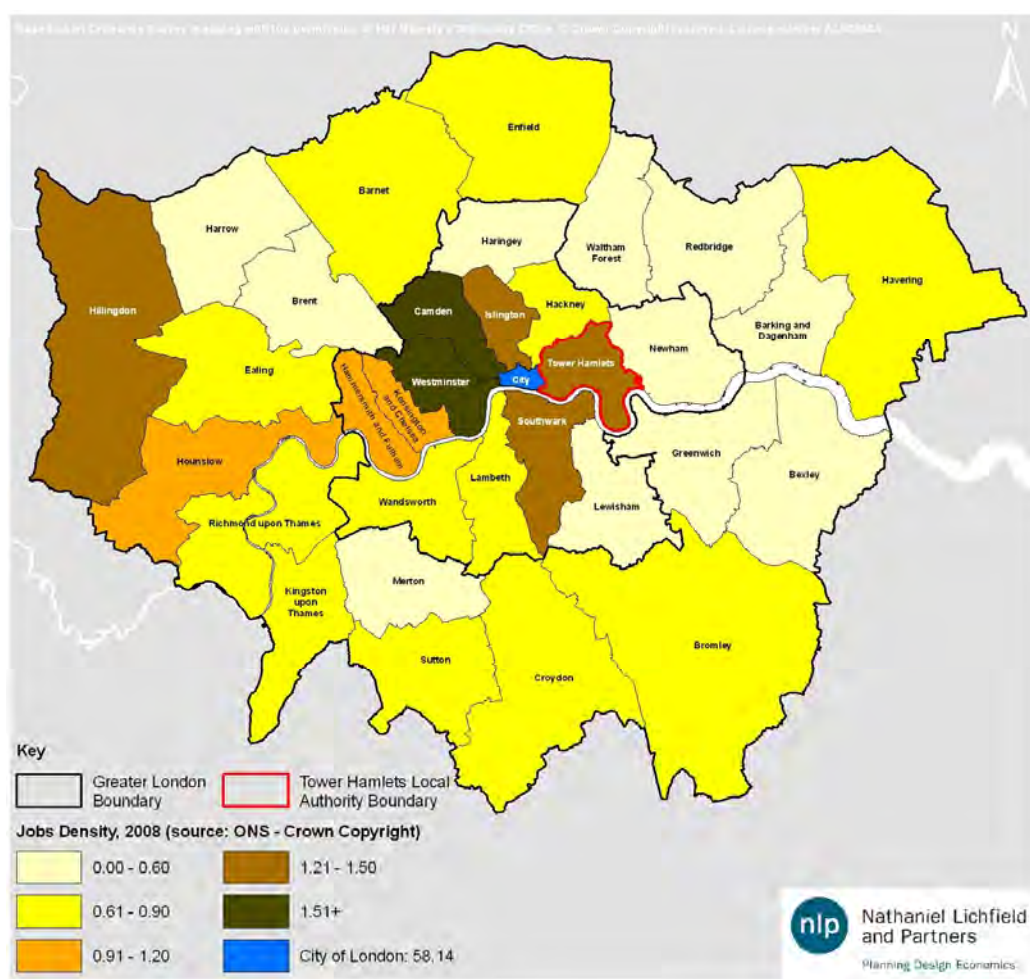 N
Enfield
Barnet
Harrow
Haringey
Waltham
Forest
Redbridge
Havering
Brent
Hillingdon
Camden
Islington
Hackney
Barking and
Dagenham
Newham
Ealing
Tower Hamlets
Westminster
City
Kensington
and Chelsea
Hammersmith and Fulham
Southwark
Hounslow
Greenwich
Bexley
Wandsworth
Lambeth
Lewisham
Richmond upon Thames
Merton
Kingston
upon
Thames
Bromley
Sutton
Croydon
Key
Greater London
Boundary
Tower Hamlets Local
Authority Boundary
Jobs Density, 2008 (source: ONS - Crown Copyright)
0.00 - 0.60
1.21 - 1.50
0.61 - 0.90
1.51+
0.91 - 1.20
City of London: 58.14
nlp
Nathaniel Lichfield
and Partners
Planning Design Economics